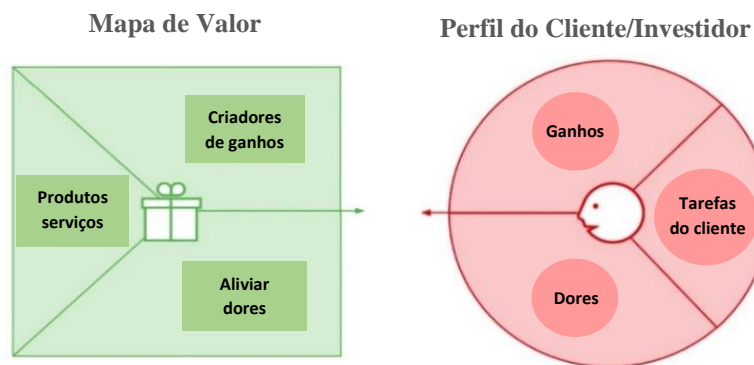 Mapa de Valor
Criadores
de ganhos
Produtos
serviços
Aliviar
dores
Perfil do Cliente/Investidor
Ganhos
Tarefas
do cliente
Dores